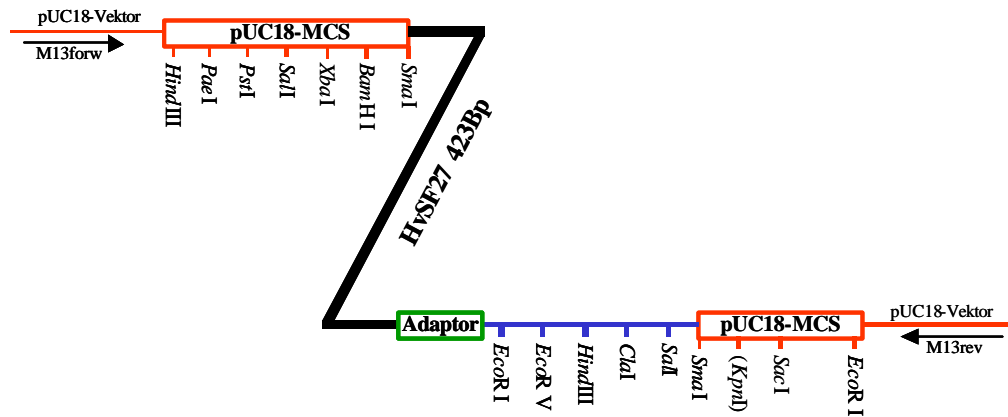 pUC18-Vektor
pUC18-MCS
M13forw
HindIII
PaeI
PstI
SalI
XbaI
BamHI
SmaI
HvSF27 423Bp
Adaptor
pUC18-MCS
pUC18-Vektor
M13rev
EcoRI
EcoRV
HindIII
ClaI
SalI
SmaI
(KpnI)
SacI
EcoRI